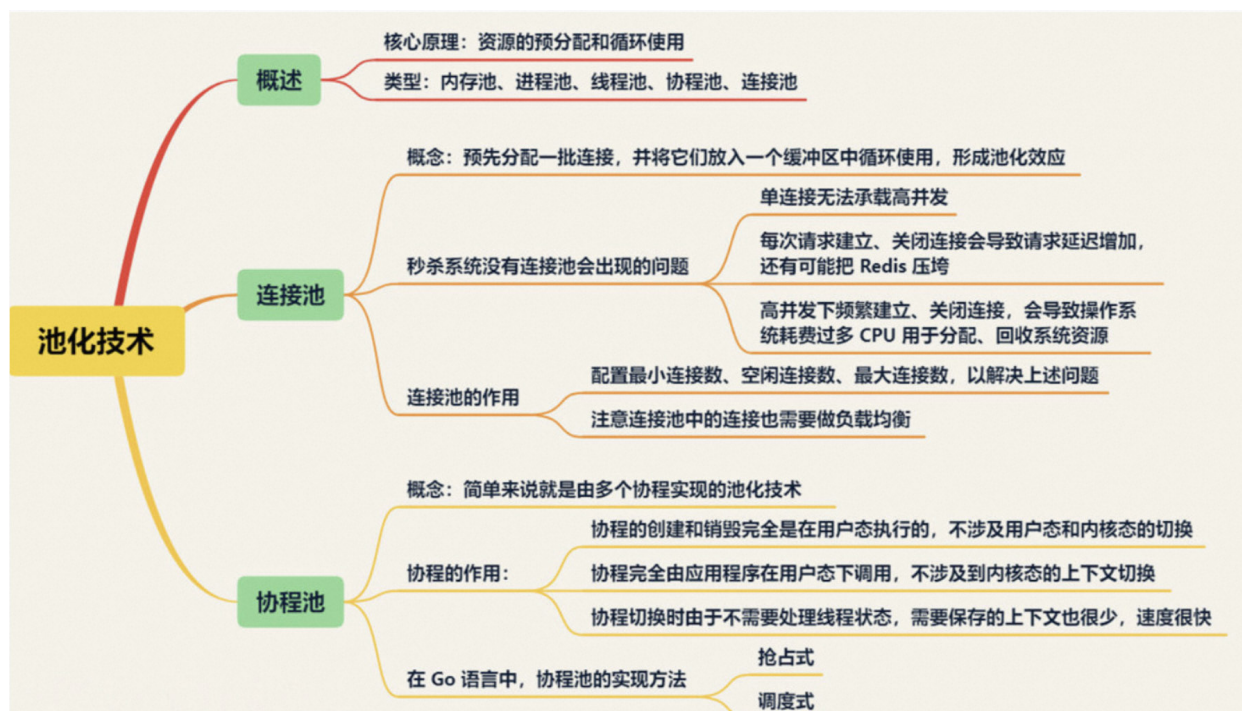 池化技术
概述
核心原理：资源的预分配和循环使用
类型：内存池、进程池、线程池、协程池、连接池
连接池
概念：预先分配一批连接，并将它们放入一个缓冲区中循环使用，形成池化效应
秒杀系统没有连接池会出现的问题
单连接无法承载高并发
每次请求建立、关闭连接会导致请求延迟增加，
还有可能把 Redis 压垮
高并发下频繁建立、关闭连接，会导致操作系
统耗费过多 CPU 用于分配、回收系统资源
连接池的作用
配置最小连接数、空闲连接数、最大连接数，以解决上述问题
注意连接池中的连接也需要做负载均衡
协程池
概念：简单来说就是由多个协程实现的池化技术
协程的作用：
协程的创建和销毁完全是在用户态执行的，不涉及用户态和内核态的切换
协程完全由应用程序在用户态下调用，不涉及到内核态的上下文切换
协程切换时由于不需要处理线程状态，需要保存的上下文也很少，速度很快
在 Go 语言中，协程池的实现方法
抢占式
调度式